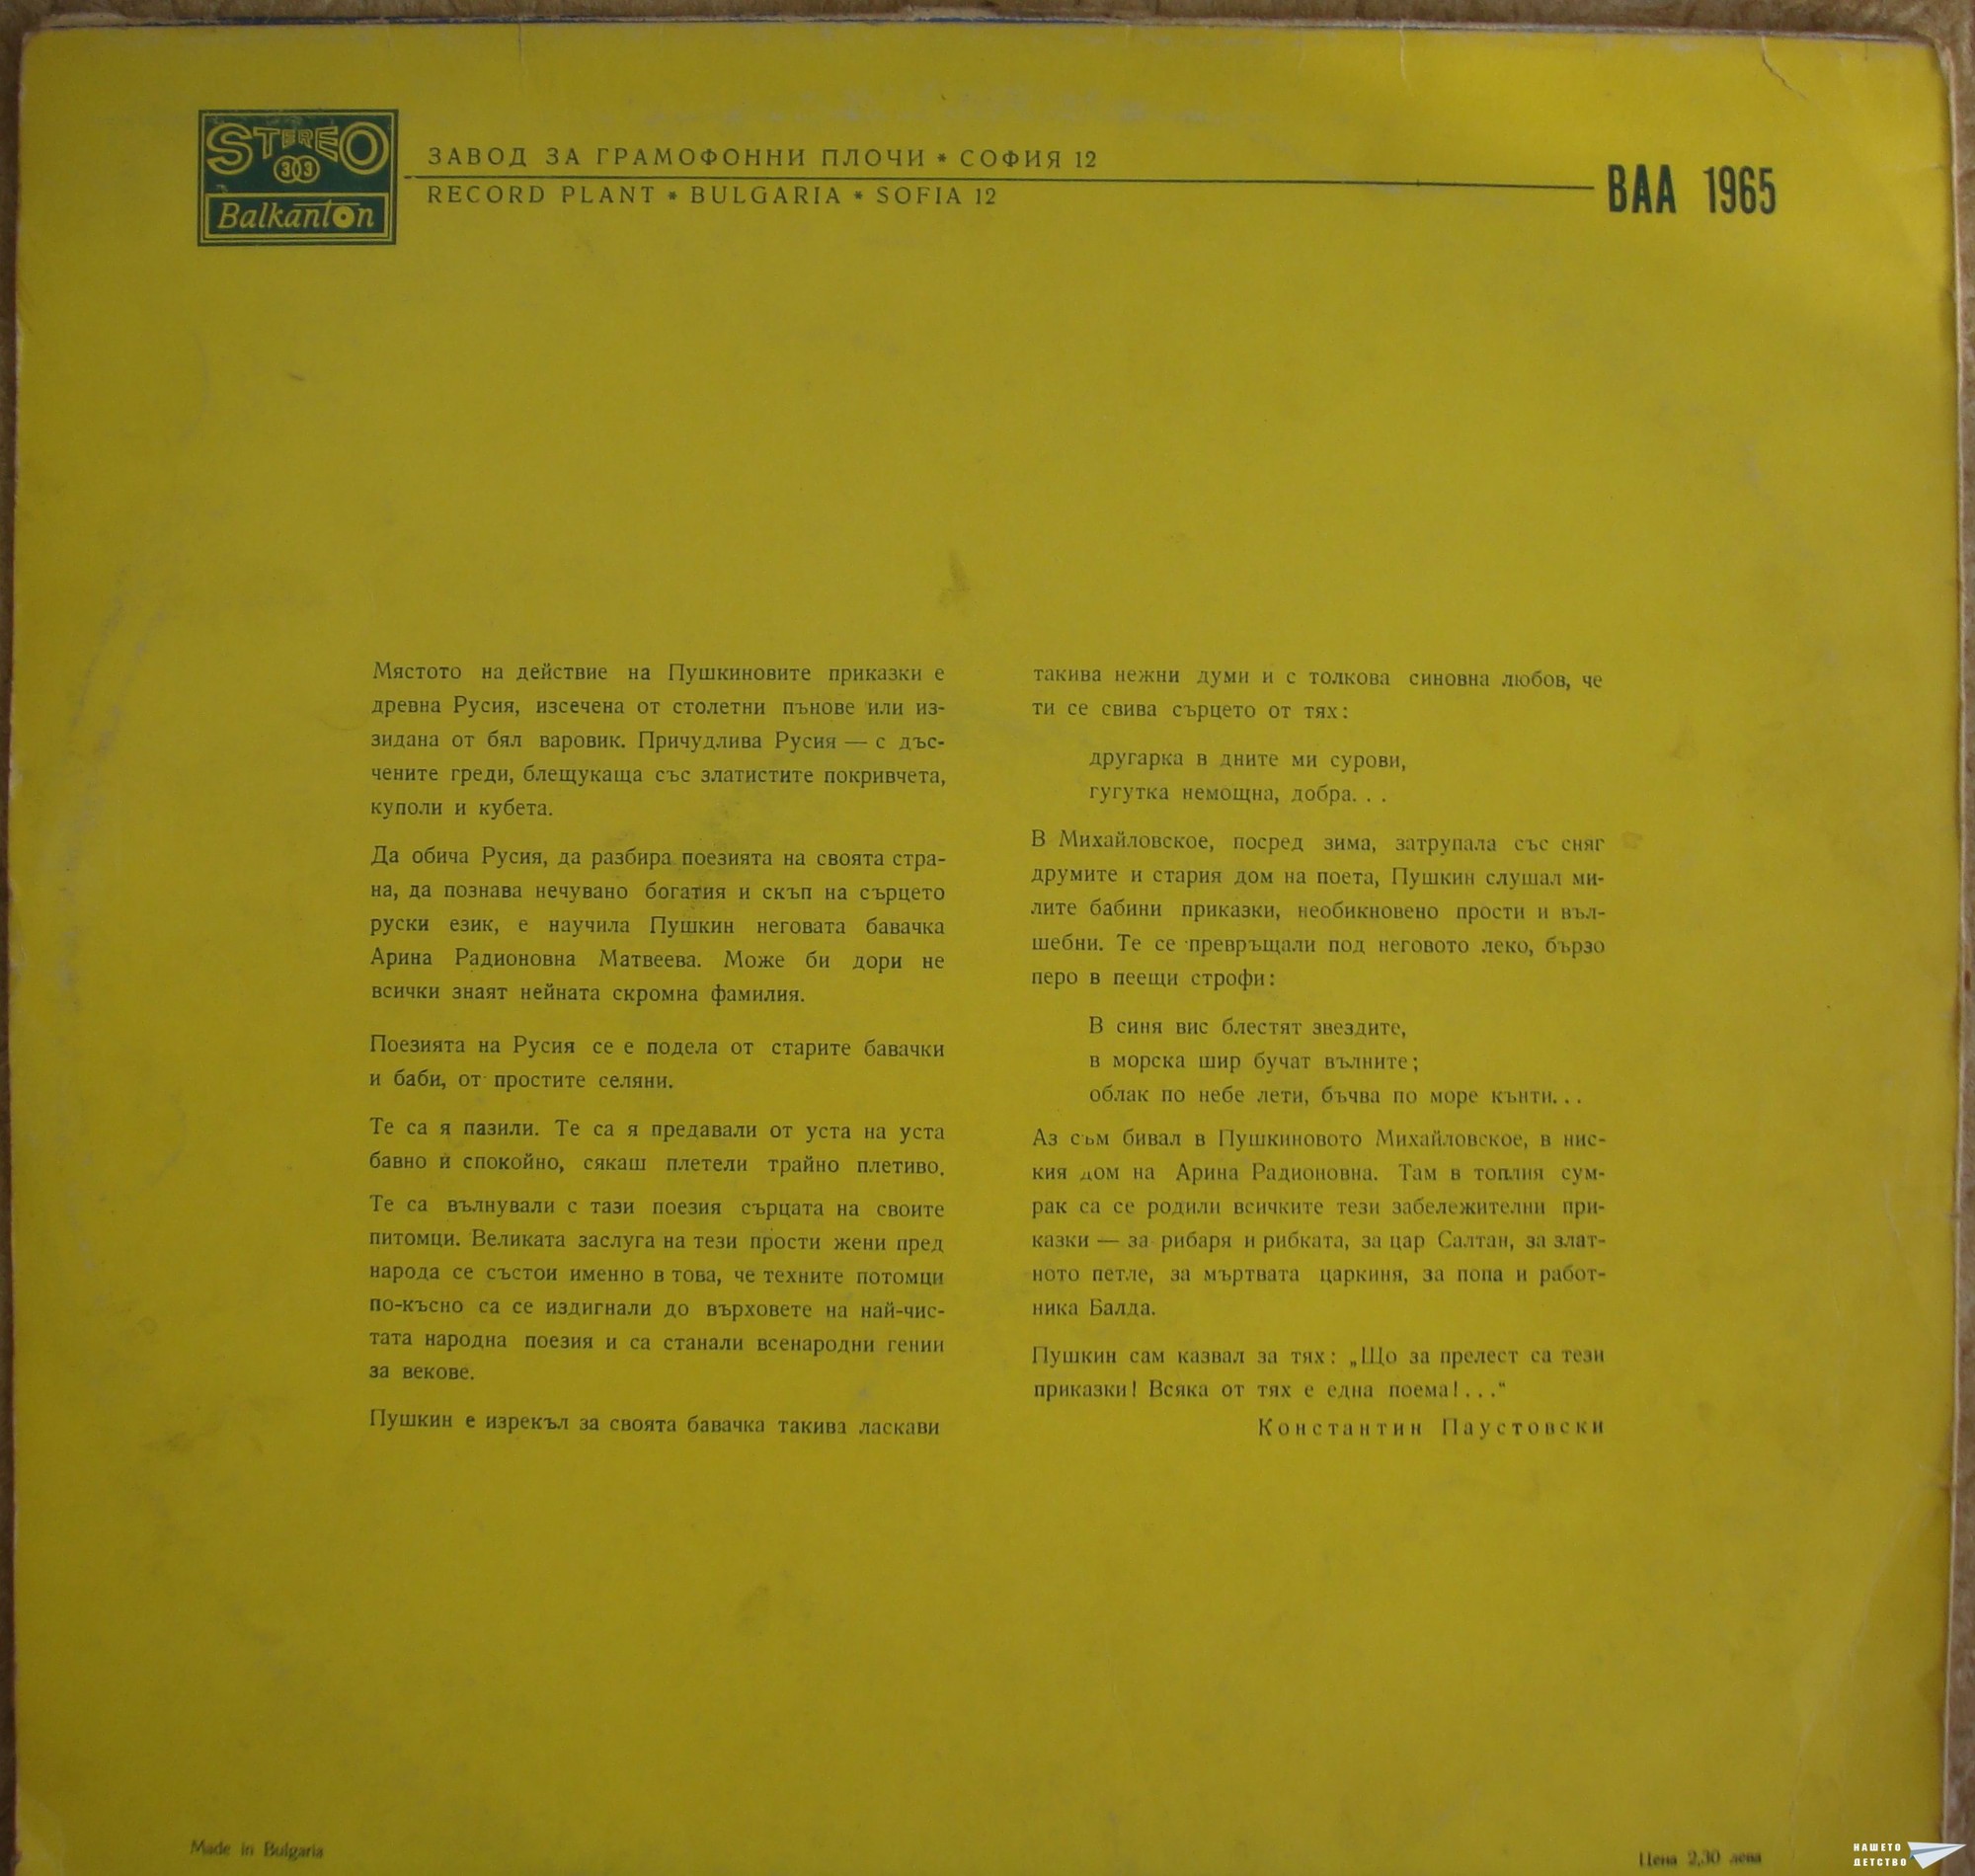 STEREO
33
Balkanton
ЗАВОД ЗА ГРАМОФОННИ ПЛОЧИ * СОФИЯ 12
RECORD PLANT * BULGARIA * SOFIA 12
ВАА 1965
Мястото на действие на Пушкиновите приказки е
древна Русия, изсечена от столетни пънове или из-
зидана от бял варовик. Причудлива Русия — с дъс-
чените греди, блещукаща със златистите покривчета,
куполи и кубета.
Да обича Русия, да разбира поезията на своята стра-
на, да познава нечувано богатия и скъп на сърцето
руски език, е научила Пушкин неговата бавачка
Арина Радионовна Матвеева. Може би дори не
всички знаят нейната скромна фамилия.
Поезията на Русия се е подела от старите бавачки
и баби, от простите селяни.
Те са я пазили. Те са я предавали от уста на уста
бавно и спокойно, сякаш плетели трайно плетиво.
Те са вълнували с тази поезия сърцата на своите
питомци. Великата заслуга на тези прости жени пред
народа се състои именно в това, че техните потомци
по-късно са се издигнали до върховете на най-чис-
тата народна поезия и са станали всенародни гении
за векове.
Пушкин е изрекъл за своята бавачка такива ласкави
такива нежни думи и с толкова синовна любов, че
ти се свива сърцето от тях:
другарка в дните ми сурови,
гугутка немощна, добра. . .
В Михайловское, посред зима, затрупала със сняг
друмите и стария дом на поета, Пушкин слушал ми-
лите бабини приказки, необикновено прости и въл-
шебни. Те се превръщали под неговото леко, бързо
перо в пеещи строфи:
В синя вис блестят звездите,
в морска шир бучат вълните;
облак по небе лети, бъчва по море кънти. . .
Аз съм бивал в Пушкиновото Михайловское, в нис-
кия дом на Арина Радионовна. Там в топлия сум-
рак са се родили всичките тези забележителни при-
казки — за рибаря и рибката, за цар Салтан, за злат-
ното петле, за мъртвата царкиня, за попа и работ-
ника Балда.
Пушкин сам казвал за тях: „Що за прелест са тези
приказки! Всяка от тях е една поема!. . ."
Константин Паустовски
Made in Bulgaria
Цена 2,30 лева
НАШЕТО
ДЕТСТВО